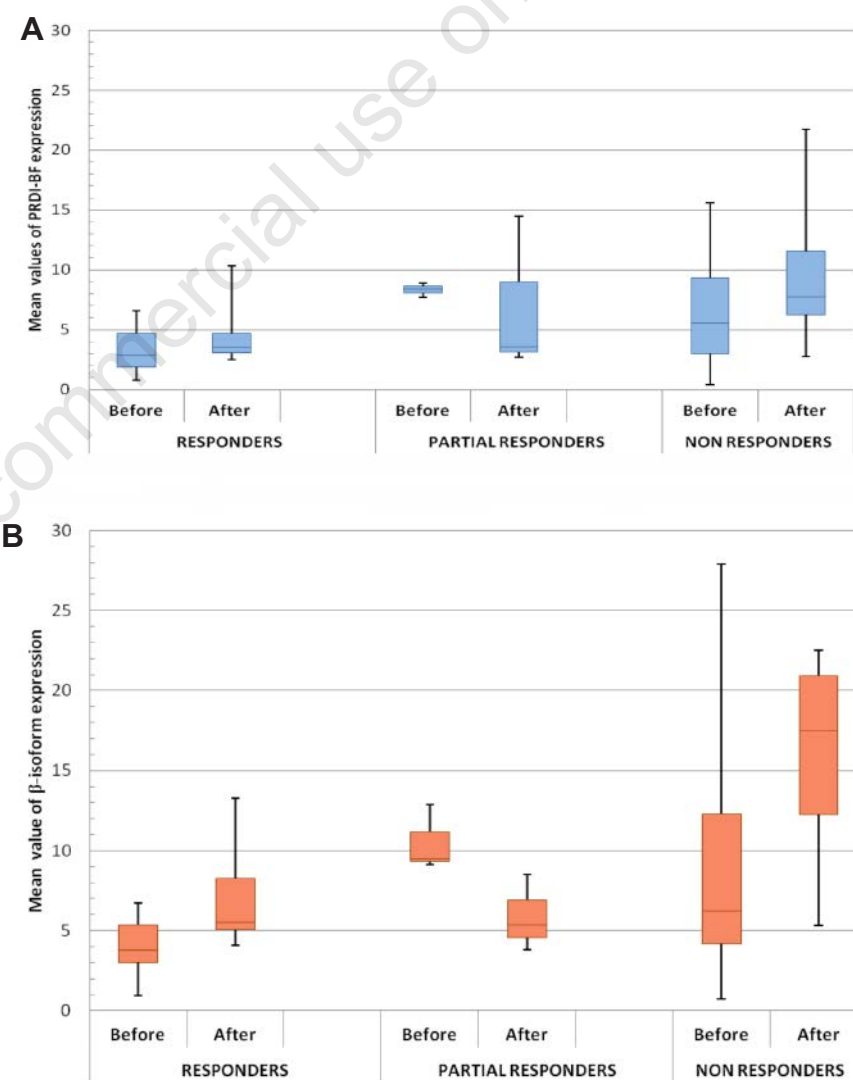 A
Mean values of PRDI-BF expression
30
25
20
15
10
5
0
Before After Before After Before After
RESPONDERS PARTIAL RESPONDERS NON RESPONDERS
commercial use
B
Mean value of β-isoform expression
30
25
20
15
10
5
0
Before After Before After Before After
RESPONDERS PARTIAL RESPONDERS NON RESPONDERS